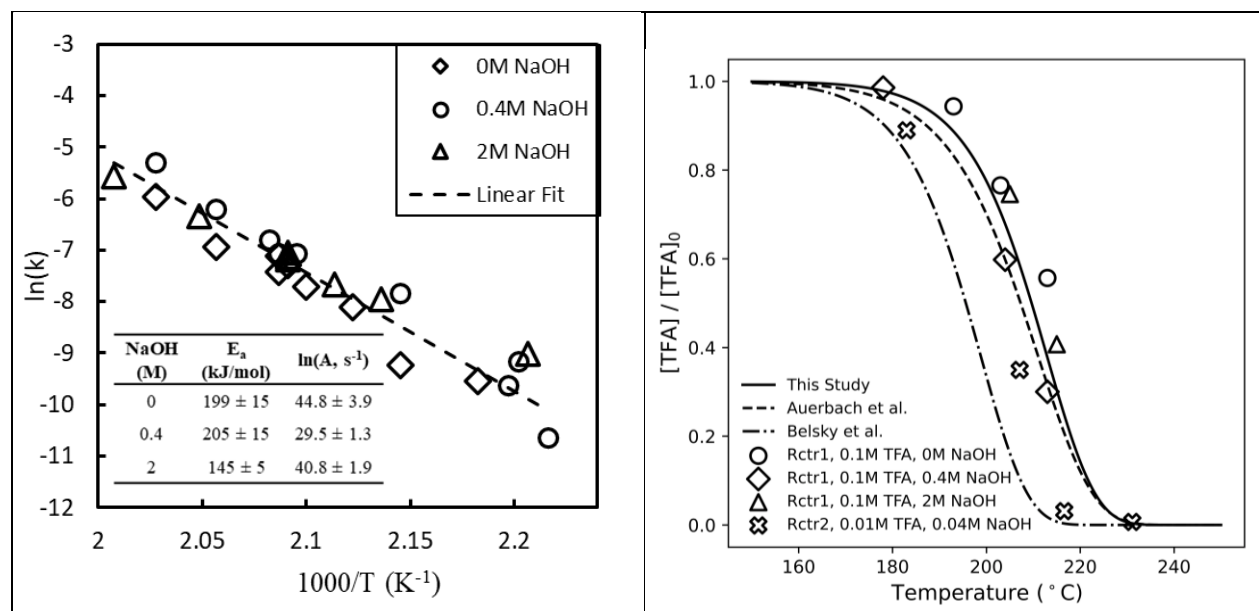 -3
-4
-5
-6
-7
-8
-9
-10
-11
-12
ln(k)
0M NaOH
0.4M NaOH
2M NaOH
Linear Fit
NaOH (M) Eₐ (kJ/mol) ln(A, s⁻¹)
0 199 ± 15 44.8 ± 3.9
0.4 205 ± 15 29.5 ± 1.3
2 145 ± 5 40.8 ± 1.9
2 2.05 2.1 2.15 2.2
1000/T (K⁻¹)
1.0
0.8
0.6
0.4
0.2
0.0
[TFA] / [TFA]₀
This Study
Auerbach et al.
Belsky et al.
Rctr1, 0.1M TFA, 0M NaOH
Rctr1, 0.1M TFA, 0.4M NaOH
Rctr1, 0.1M TFA, 2M NaOH
Rctr2, 0.01M TFA, 0.04M NaOH
160 180 200 220 240
Temperature (°C)